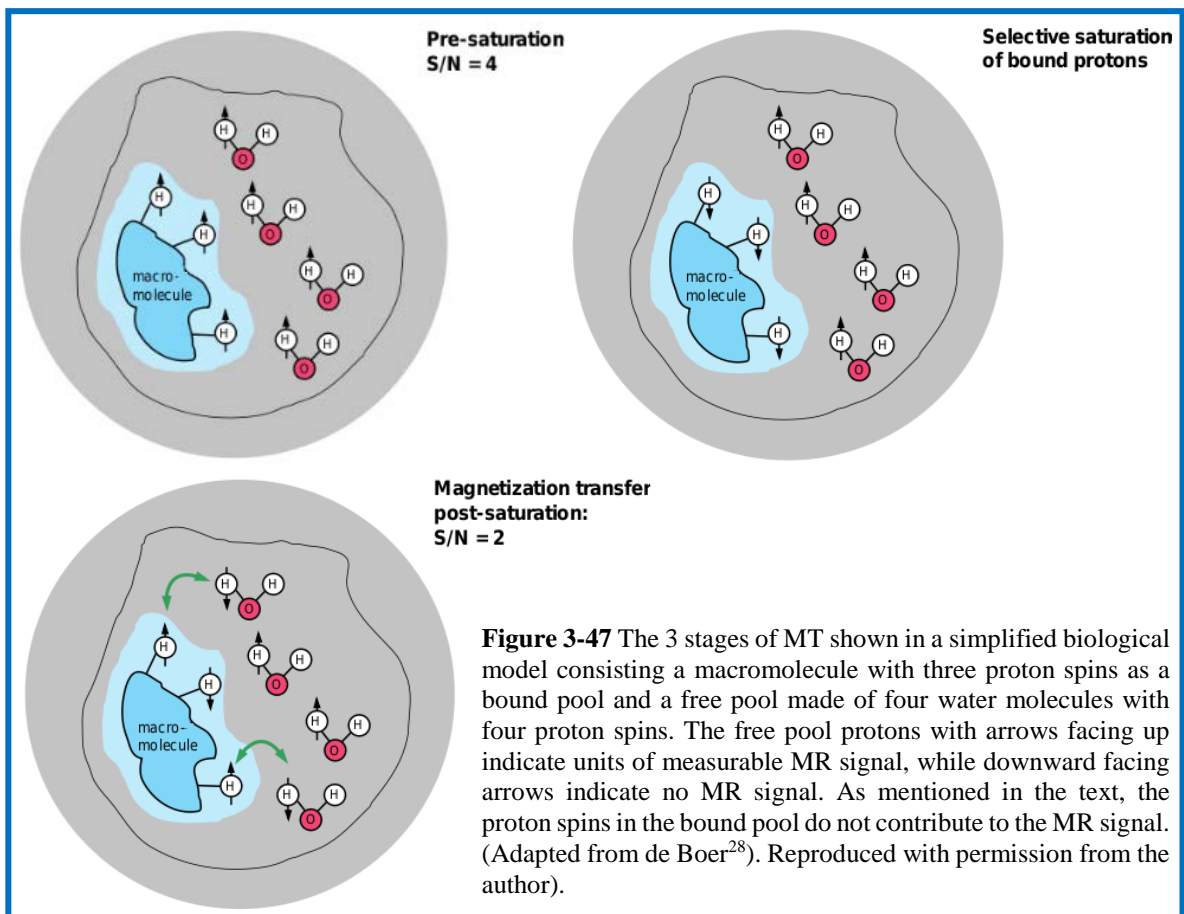 Pre-saturation
S/N = 4
H
H
O
H
H
H
O
H
H
macro-
molecule
H
H
O
H
H
H
O
Selective saturation
of bound protons
H
H
O
H
H
H
O
H
H
macro-
molecule
H
H
O
H
H
H
O
Magnetization transfer
post-saturation:
S/N = 2
H
H
O
H
H
H
O
H
H
macro-
molecule
H
H
O
H
H
H
O
Figure 3-47 The 3 stages of MT shown in a simplified biological
model consisting a macromolecule with three proton spins as a
bound pool and a free pool made of four water molecules with
four proton spins. The free pool protons with arrows facing up
indicate units of measurable MR signal, while downward facing
arrows indicate no MR signal. As mentioned in the text, the
proton spins in the bound pool do not contribute to the MR signal.
(Adapted from de Boer28). Reproduced with permission from the
author).